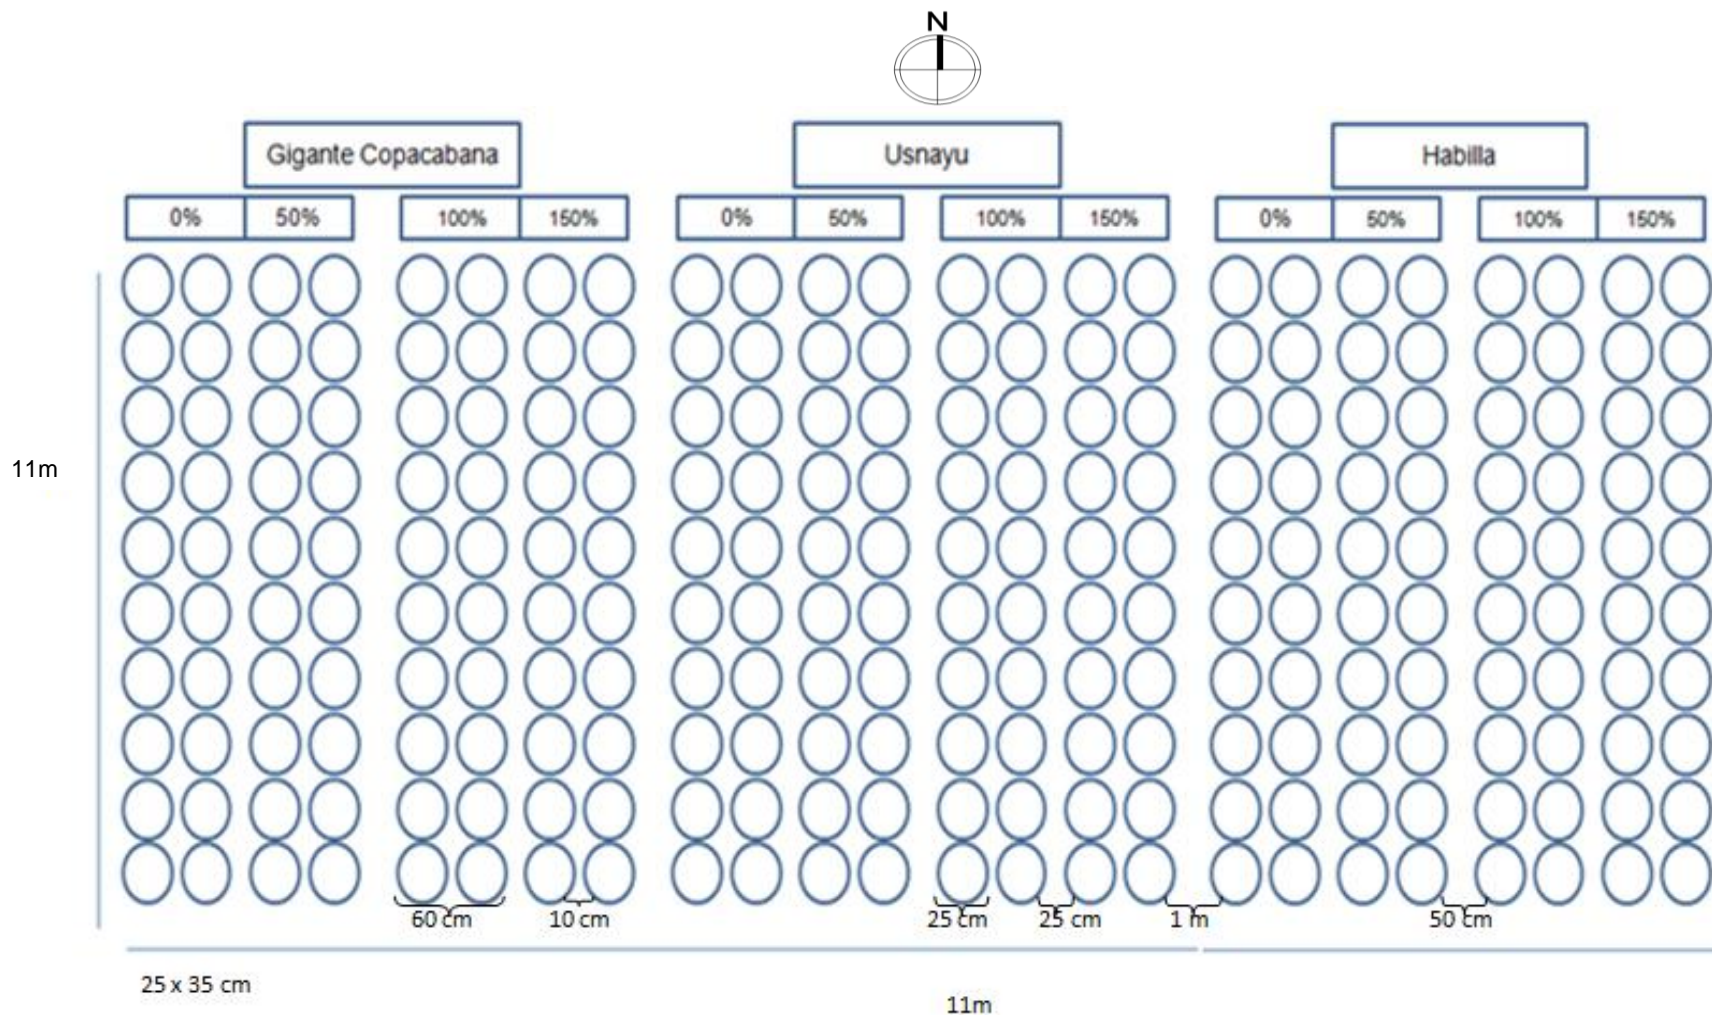 N
Gigante Copacabana
Usnayu
Habilla
0% 50% 100% 150% 0% 50% 100% 150% 0% 50% 100% 150%
11m
60 cm 10 cm 25 cm 25 cm 1 m 50 cm
25 x 35 cm
11m